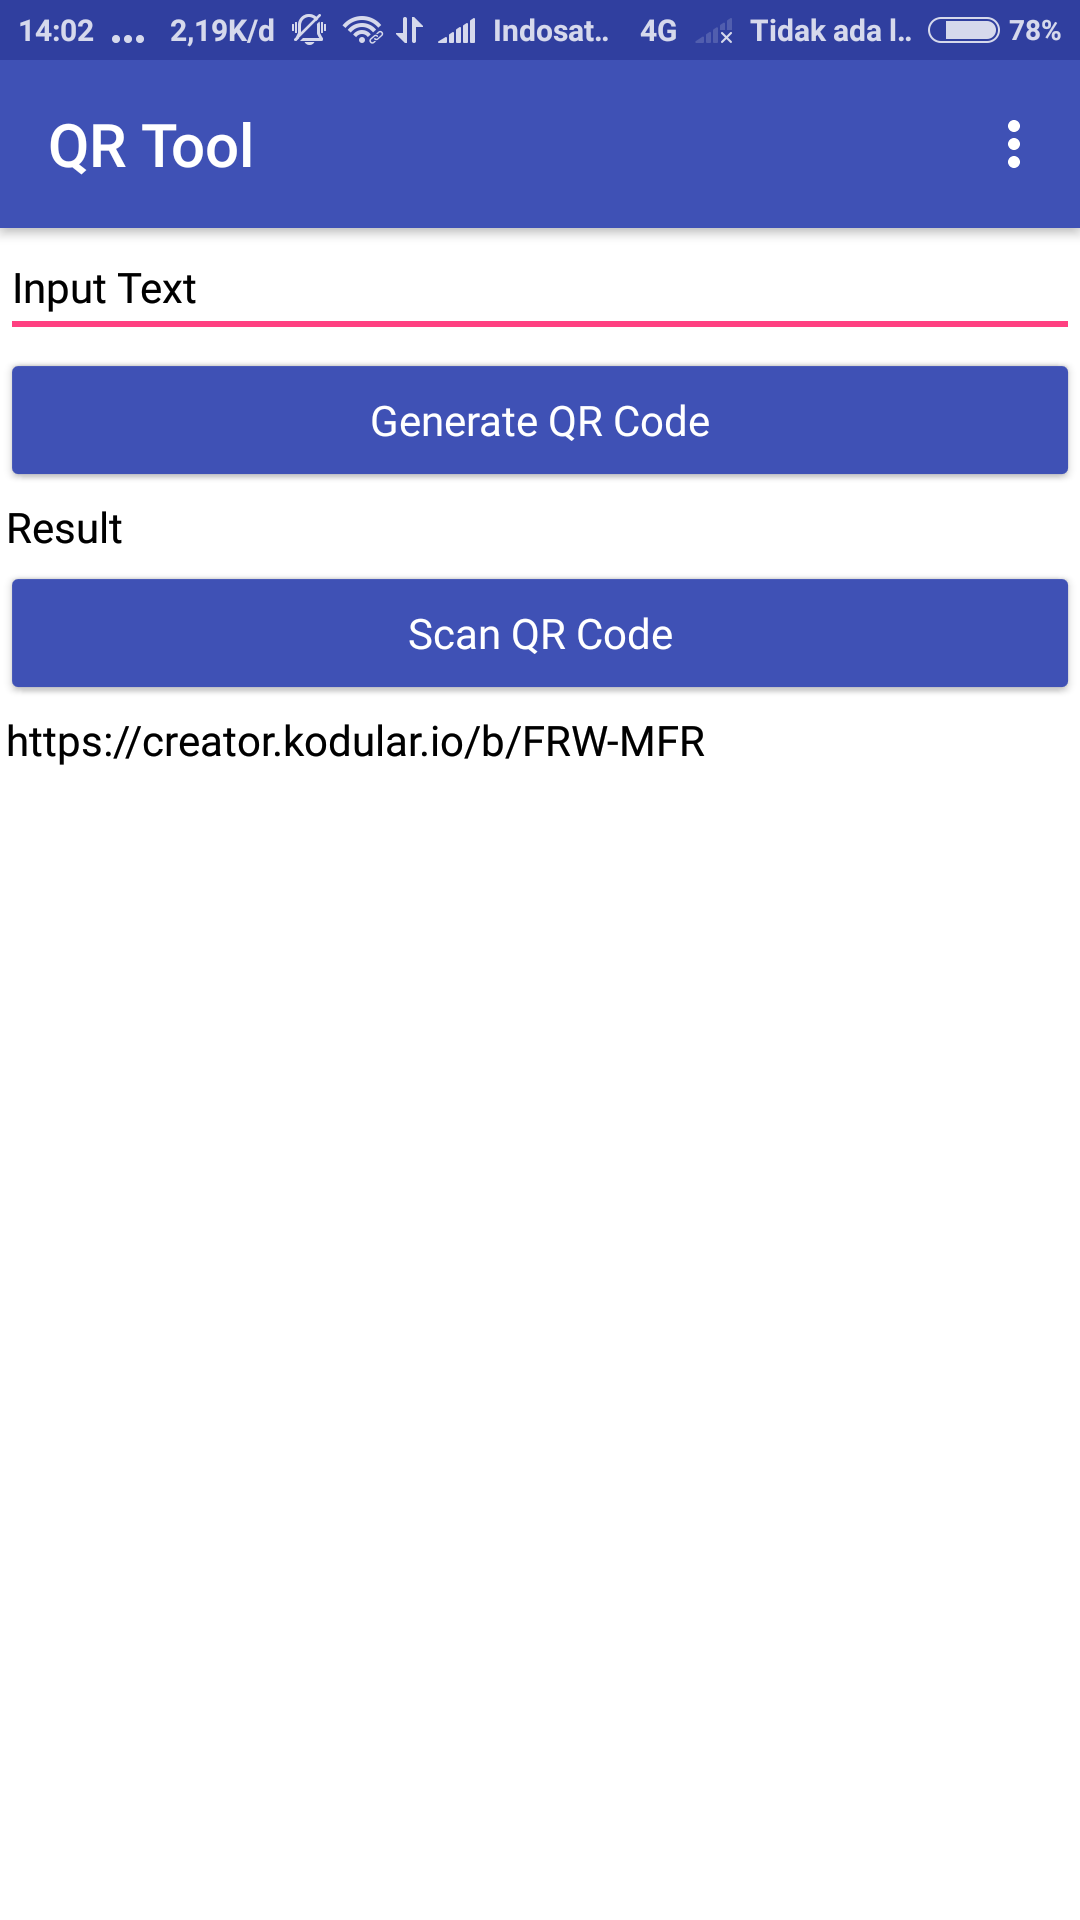 14:02 ... 2,19K/d Indosat.. 4G Tidak ada l.. 78%
QR Tool
Input Text
Generate QR Code
Result
Scan QR Code
https://creator.kodular.io/b/FRW-MFR